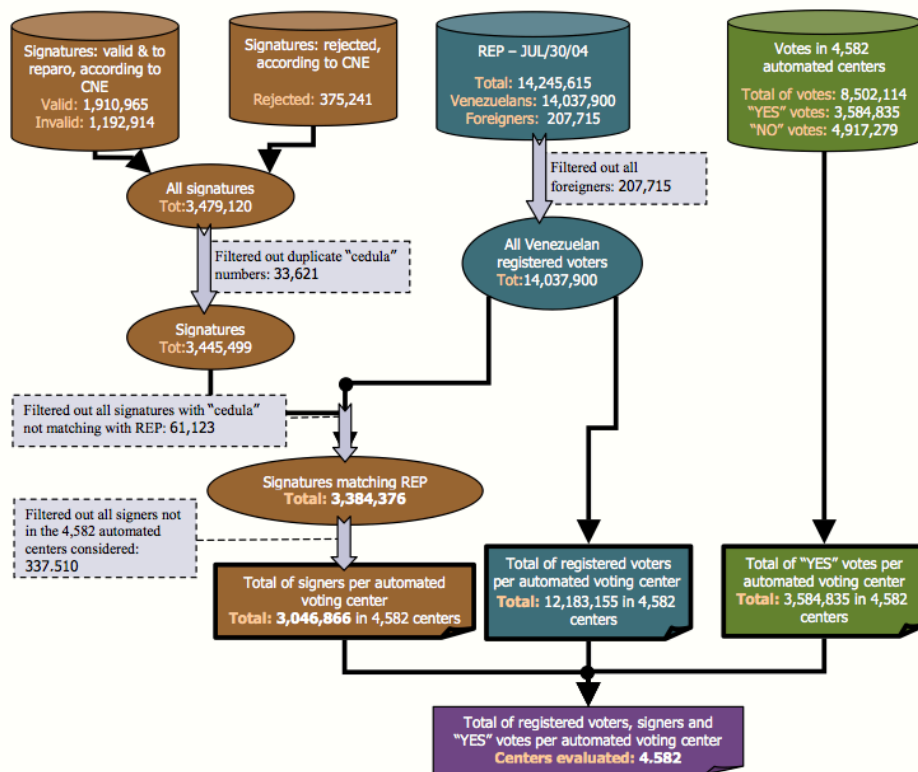 Signatures: valid & to
reparo, according to
CNE
Valid: 1,910,965
Invalid: 1,192,914
Signatures: rejected,
according to CNE
Rejected: 375,241
REP – JUL/30/04
Total: 14,245,615
Venezuelans: 14,037,900
Foreigners: 207,715
Votes in 4,582
automated centers
Total of votes: 8,502,114
“YES” votes: 3,584,835
“NO” votes: 4,917,279
All signatures
Tot:3,479,120
Filtered out all
foreigners: 207,715
Filtered out duplicate “cedula”
numbers: 33,621
All Venezuelan
registered voters
Tot:14,037,900
Signatures
Tot:3,445,499
Filtered out all signatures with “cedula”
not matching with REP: 61,123
Signatures matching REP
Total: 3,384,376
Filtered out all signers not
in the 4,582 automated
centers considered:
337.510
Total of signers per automated
voting center
Total: 3,046,866 in 4,582 centers
Total of registered voters
per automated voting center
Total: 12,183,155 in 4,582
centers
Total of “YES” votes per
automated voting center
Total: 3,584,835 in 4,582
centers
Total of registered voters, signers and
“YES” votes per automated voting center
Centers evaluated: 4.582